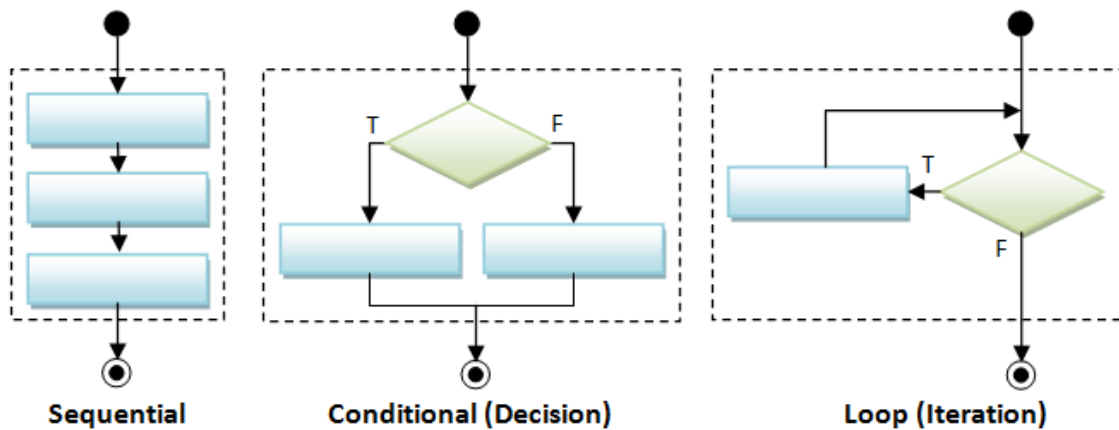 T
F
T
F
Sequential
Conditional (Decision)
Loop (Iteration)